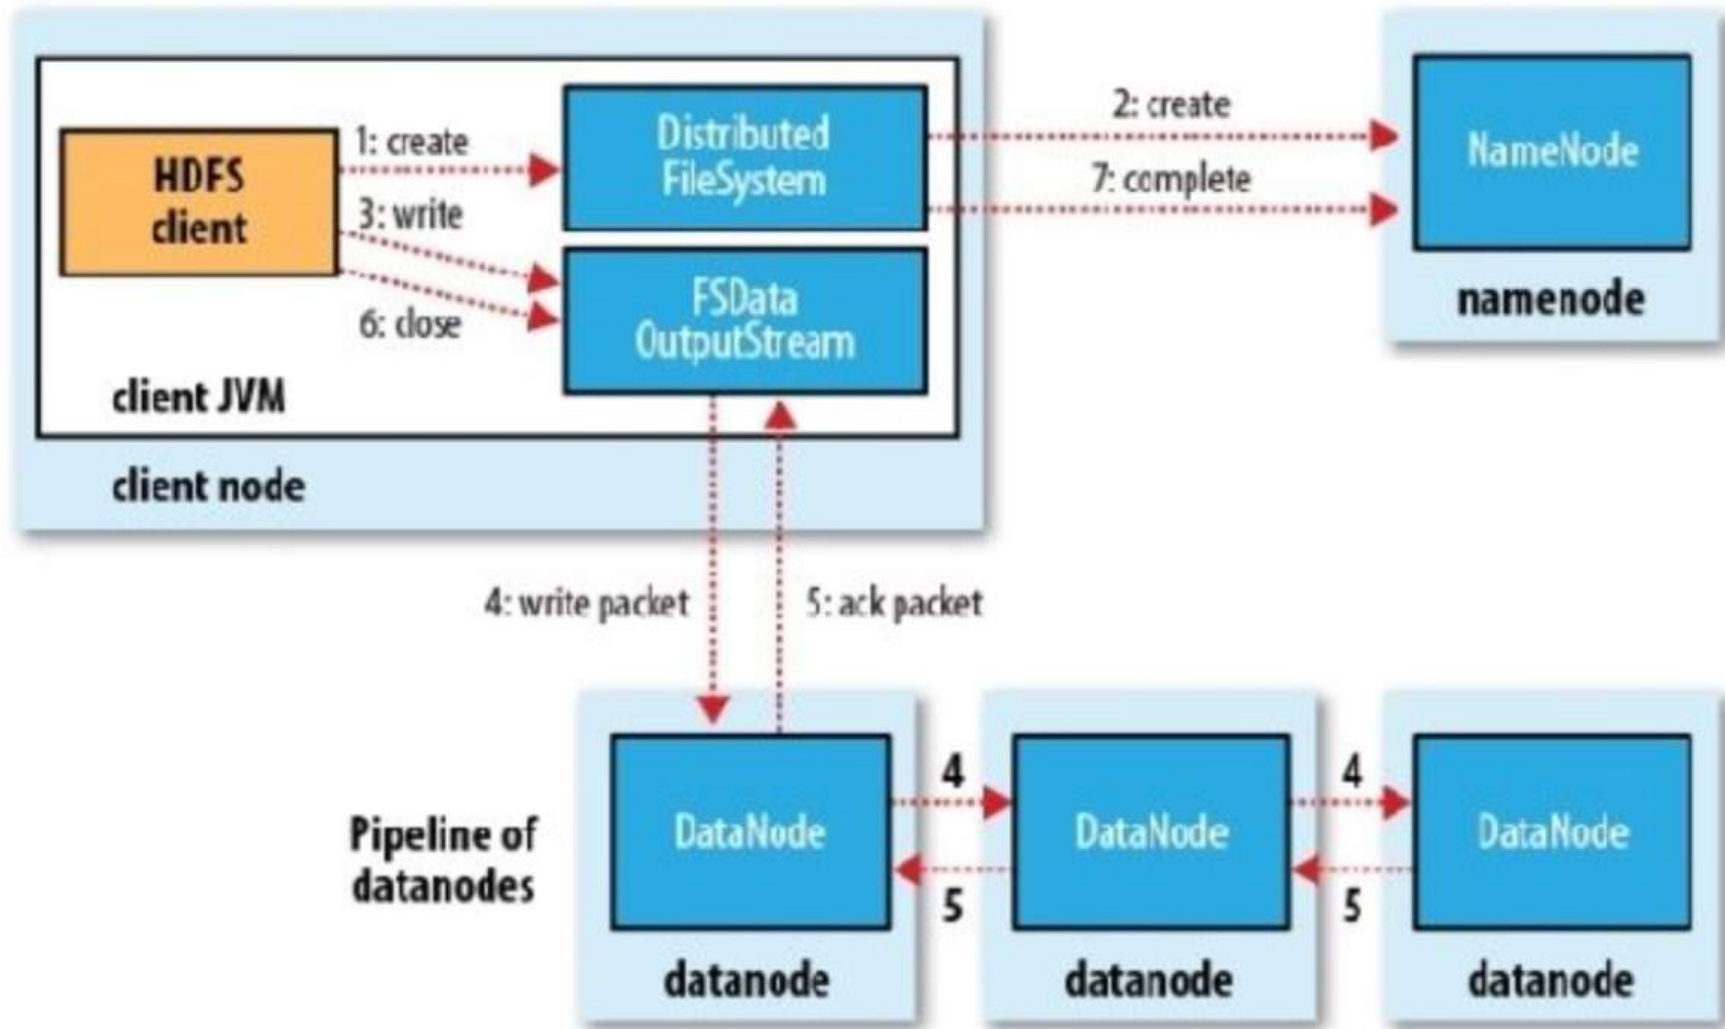 HDFS
client
1: create
3: write
6: close
Distributed
FileSystem
FSData
OutputStream
client JVM
client node
2: create
7: complete
NameNode
namenode
4: write packet
5: ack packet
Pipeline of
datanodes
DataNode
datanode
4
5
DataNode
datanode
4
5
DataNode
datanode